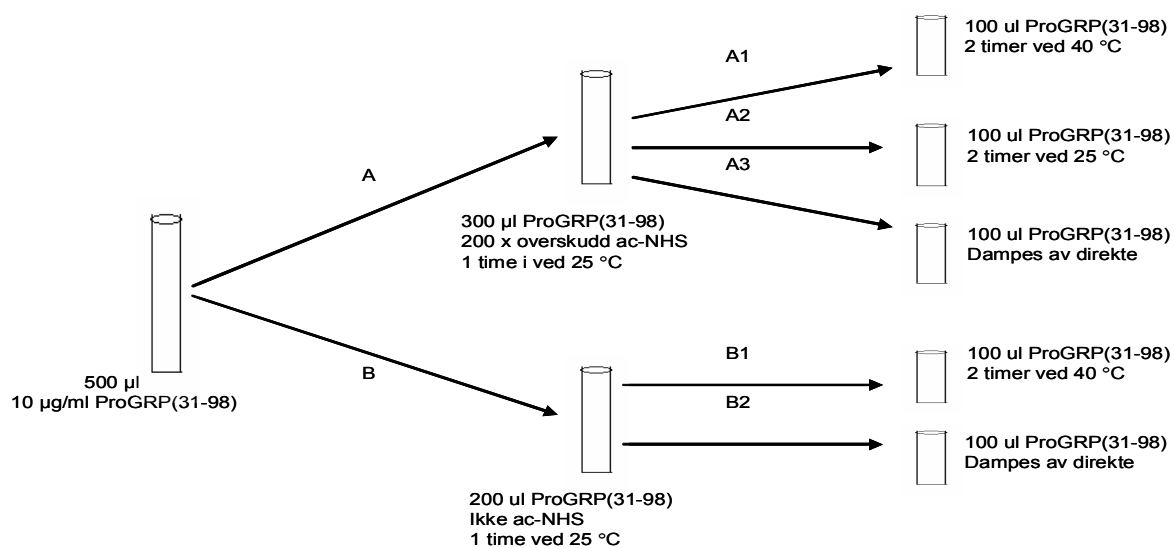 500 µl
10 µg/ml ProGRP(31-98)
A
B
300 µl ProGRP(31-98)
200 x overskudd ac-NHS
1 time i ved 25 °C
200 ul ProGRP(31-98)
Ikke ac-NHS
1 time ved 25 °C
A1
A2
A3
B1
B2
100 ul ProGRP(31-98)
2 timer ved 40 °C
100 ul ProGRP(31-98)
2 timer ved 25 °C
100 ul ProGRP(31-98)
Dampes av direkte
100 ul ProGRP(31-98)
2 timer ved 40 °C
100 ul ProGRP(31-98)
Dampes av direkte